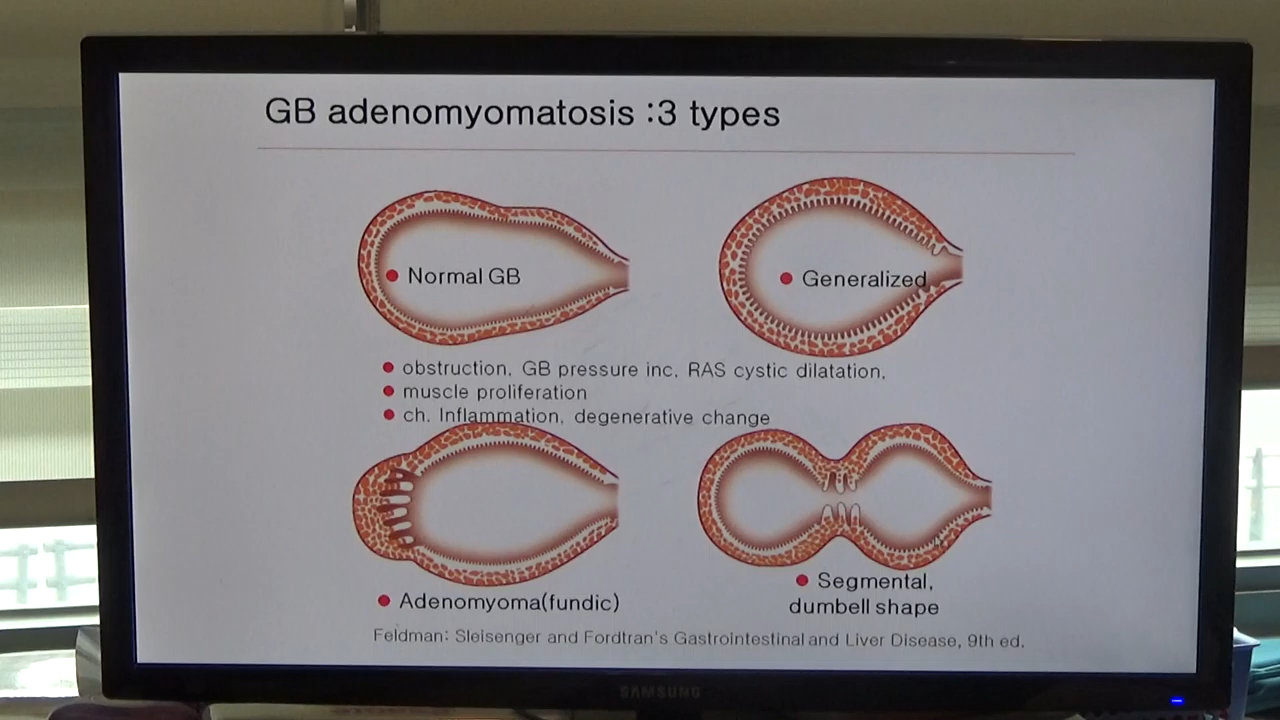 GB adenomyomatosis :3 types
Normal GB
Generalized
obstruction, GB pressure inc. RAS cystic dilatation,
muscle proliferation
ch. Inflammation, degenerative change
Adenomyoma(fundic)
Segmental,
dumbell shape
Feldman: Sleisenger and Fordtran's Gastrointestinal and Liver Disease, 9th ed.
SAMSUNG